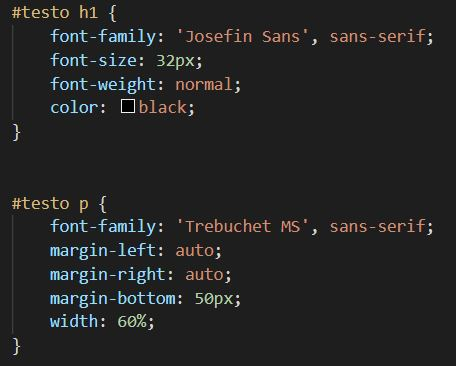 #testo h1 {
    font-family: 'Josefin Sans', sans-serif;
    font-size: 32px;
    font-weight: normal;
    color: black;
}
#testo p {
    font-family: 'Trebuchet MS', sans-serif;
    margin-left: auto;
    margin-right: auto;
    margin-bottom: 50px;
    width: 60%;
}